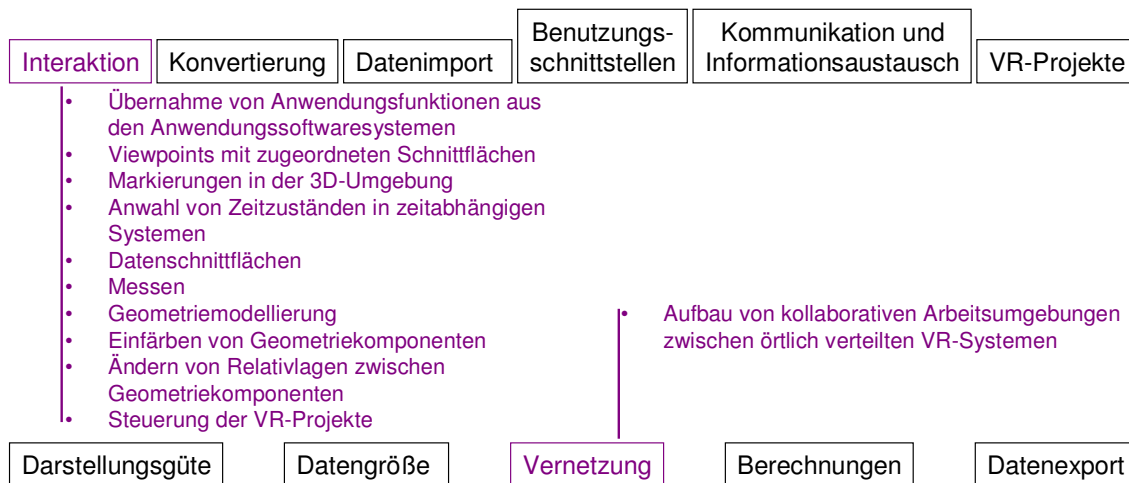 Interaktion
Konvertierung
Datenimport
Benutzungs-
schnittstellen
Kommunikation und
Informationsaustausch
VR-Projekte
• Übernahme von Anwendungsfunktionen aus
den Anwendungssoftwaresystemen
• Viewpoints mit zugeordneten Schnittflächen
• Markierungen in der 3D-Umgebung
• Anwahl von Zeitzuständen in zeitabhängigen
Systemen
• Datenschnittflächen
• Messen
• Geometriemodellierung
• Einfärben von Geometriekomponenten
• Ändern von Relativlagen zwischen
Geometriekomponenten
• Steuerung der VR-Projekte
• Aufbau von kollaborativen Arbeitsumgebungen
zwischen örtlich verteilten VR-Systemen
Darstellungsgüte
Datengröße
Vernetzung
Berechnungen
Datenexport